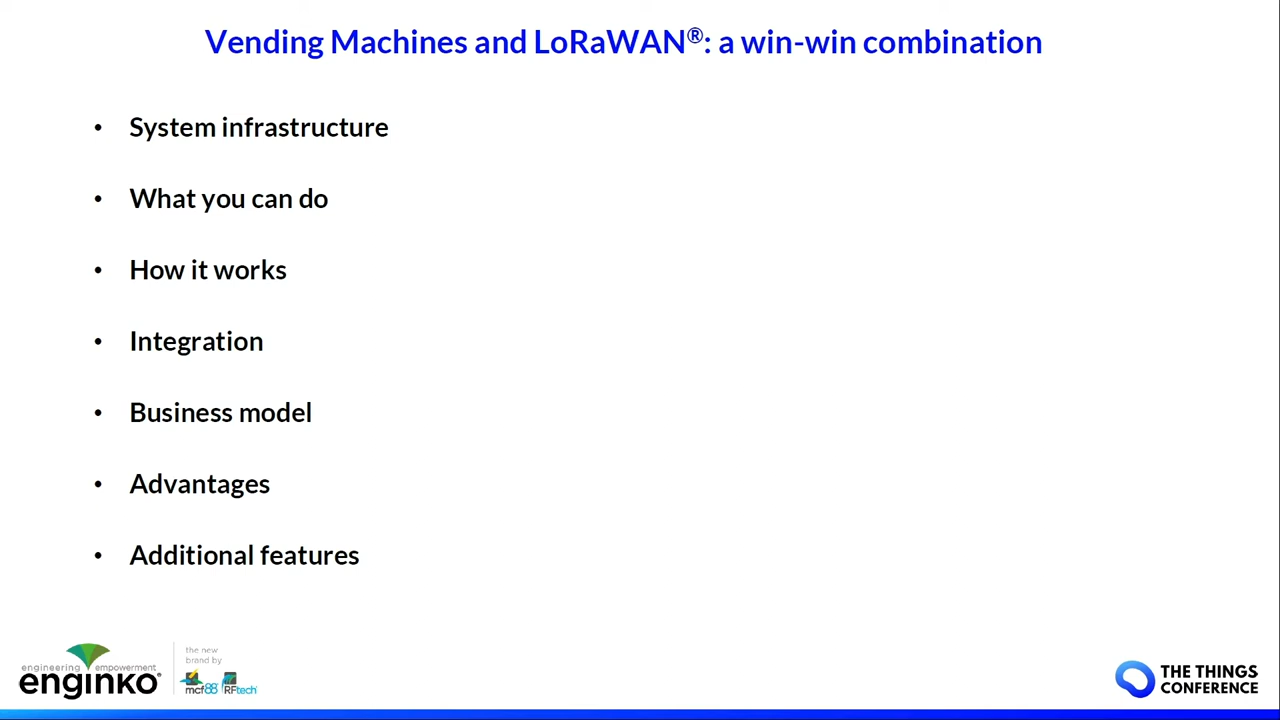 Vending Machines and LoRaWAN®: a win-win combination
• System infrastructure
• What you can do
• How it works
• Integration
• Business model
• Advantages
• Additional features
engineering empowerment
enginko
the new
brand by
mcf88 RFtech
THE THINGS
CONFERENCE